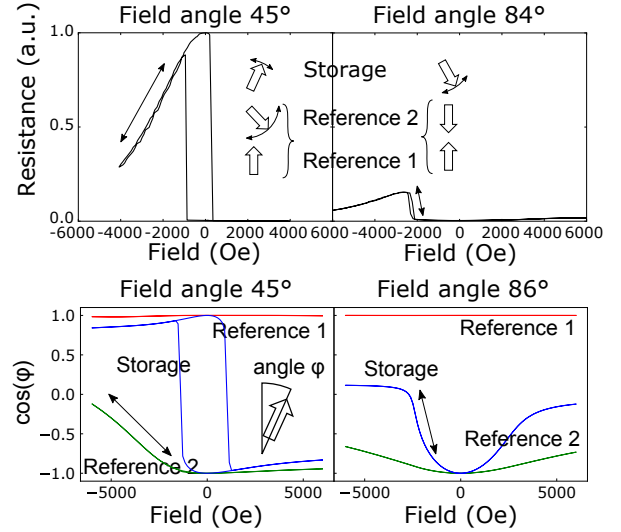 Field angle 45° Field angle 84°
Resistance (a.u.)
1.0
0.5
0.0
Storage
Reference 2
Reference 1
-6000 -4000 -2000 0 2000 4000 6000 -4000 -2000 0 2000 4000 6000
Field (Oe) Field (Oe)
Field angle 45° Field angle 86°
cos(φ)
1.0
0.5
0.0
−0.5
−1.0
Reference 1
Storage
angle φ
Reference 2
Reference 1
Storage
Reference 2
−5000 0 5000 −5000 0 5000
Field (Oe) Field (Oe)